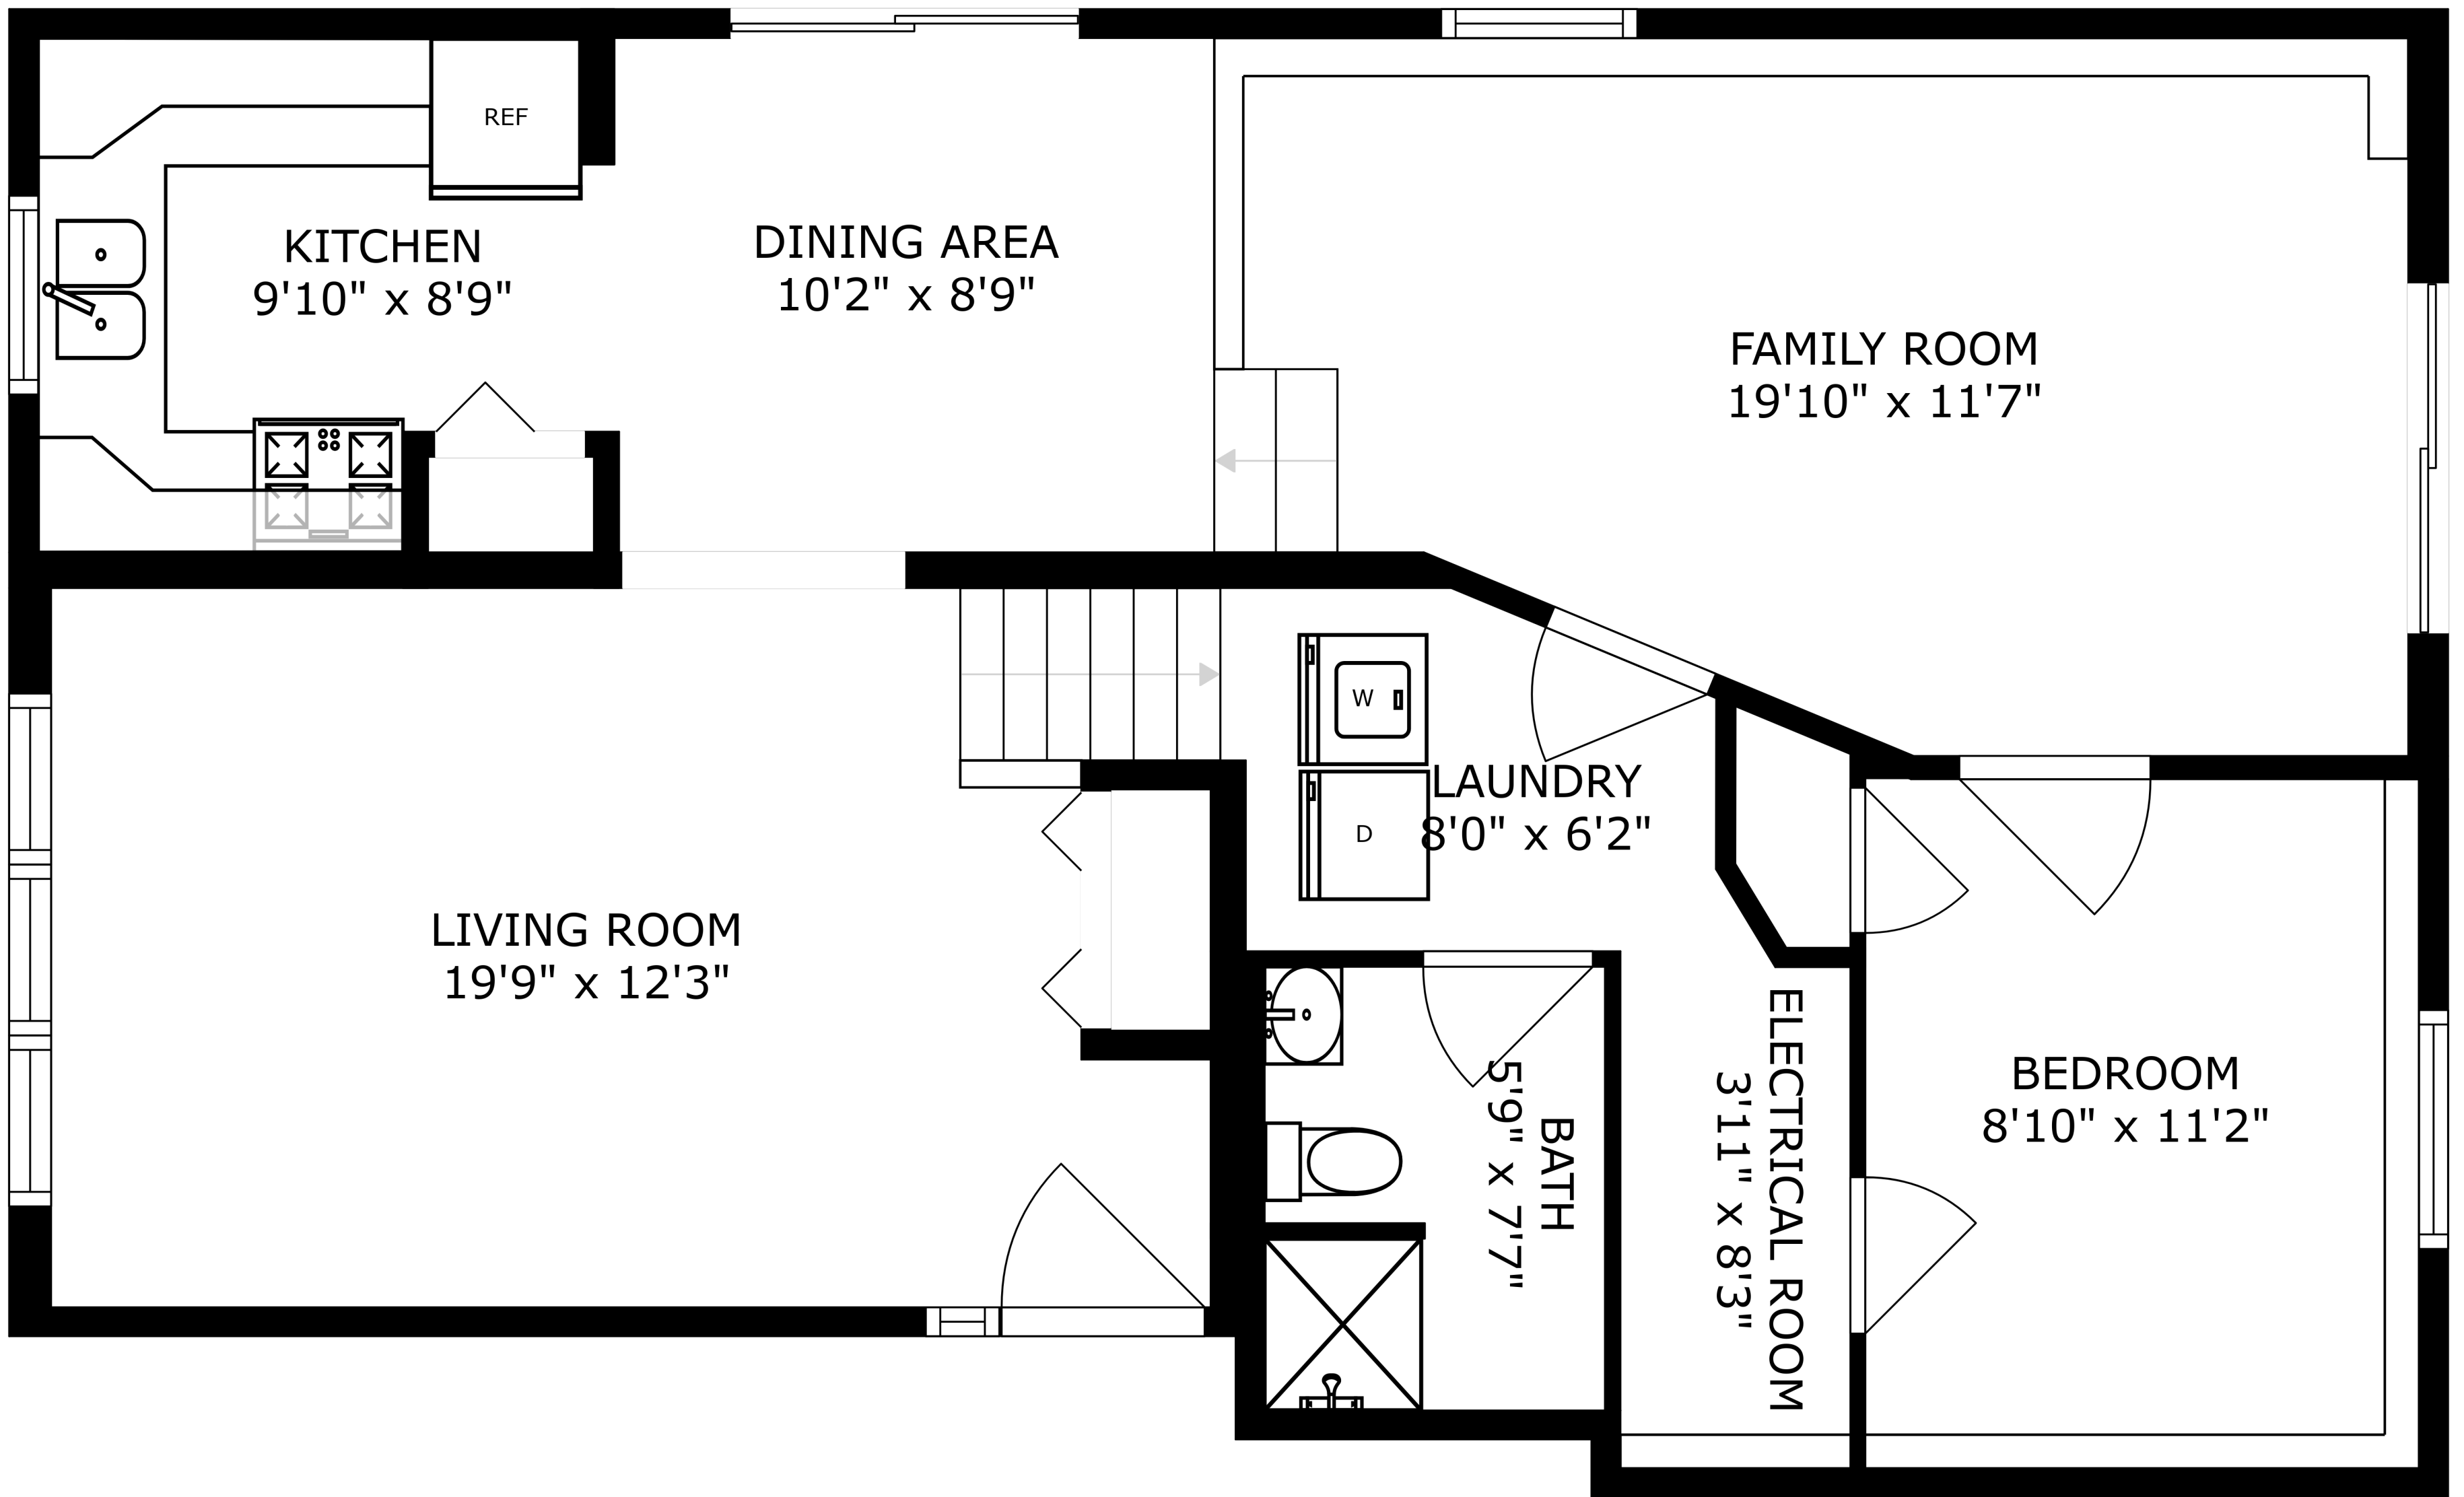 REF
KITCHEN
9'10" x 8'9"
DINING AREA
10'2" x 8'9"
FAMILY ROOM
19'10" x 11'7"
W
LAUNDRY
8'0" x 6'2"
D
LIVING ROOM
19'9" x 12'3"
BATH
5'9" x 7'7"
ELECTRICAL ROOM
3'11" x 8'3"
BEDROOM
8'10" x 11'2"